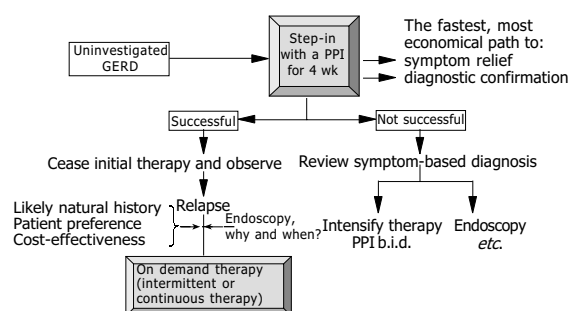 Uninvestigated
GERD
Step-in
with a PPI
for 4 wk
The fastest, most
economical path to:
symptom relief
diagnostic confirmation
Successful
Not successful
Cease initial therapy and observe
Review symptom-based diagnosis
Relapse
Likely natural history
Patient preference
Cost-effectiveness
Endoscopy,
why and when?
Intensify therapy
PPI b.i.d.
Endoscopy
etc.
On demand therapy
(intermittent or
continuous therapy)